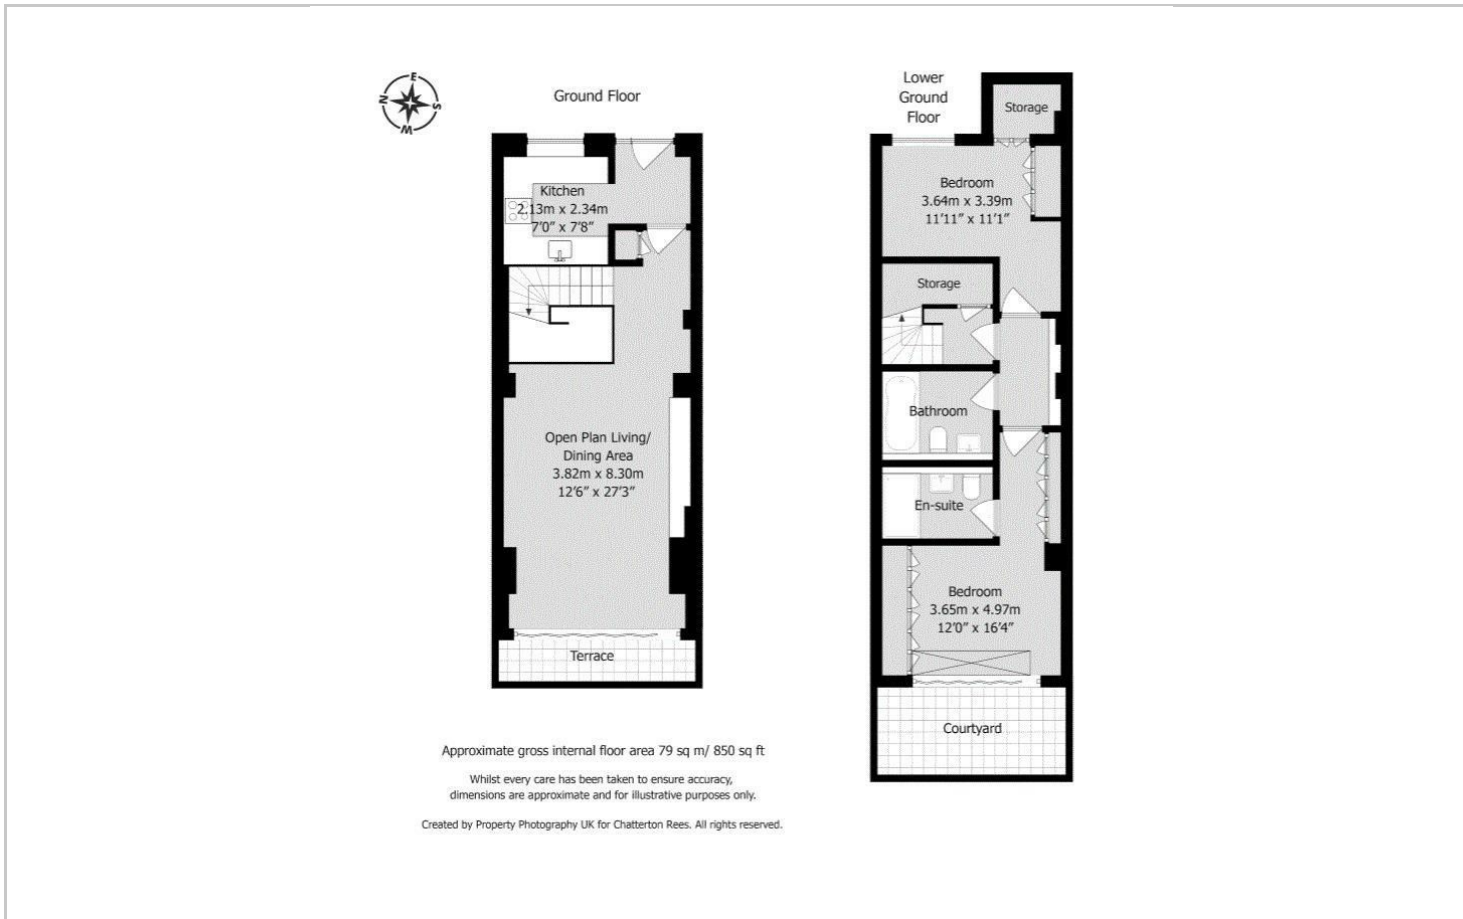 E
N
S
W
Ground Floor
Kitchen
2.13m x 2.34m
7'0” x 7'8”
Open Plan Living/
Dining Area
3.82m x 8.30m
12'6” x 27'3”
Terrace
Lower
Ground
Floor
Storage
Bedroom
3.64m x 3.39m
11'11” x 11'1”
Storage
Bathroom
En-suite
Bedroom
3.65m x 4.97m
12'0” x 16'4”
Courtyard
Approximate gross internal floor area 79 sq m/ 850 sq ft
Whilst every care has been taken to ensure accuracy,
dimensions are approximate and for illustrative purposes only.
Created by Property Photography UK for Chatterton Rees. All rights reserved.